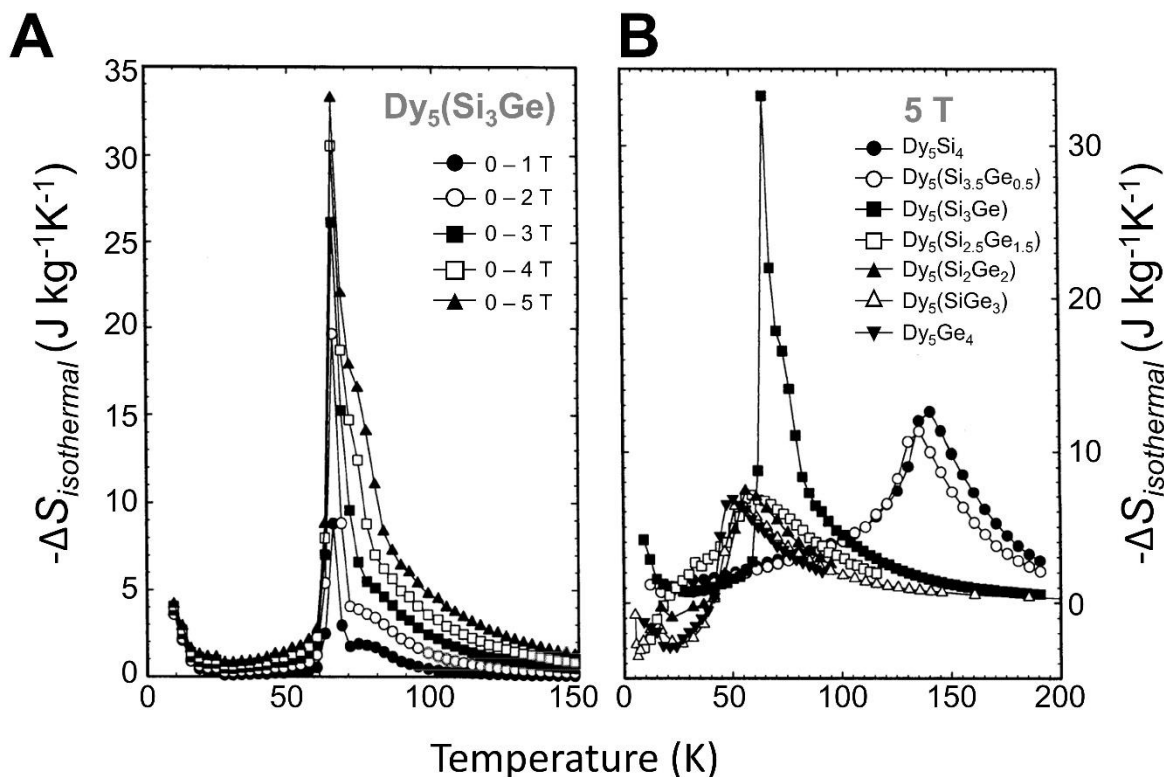 A
-ΔS_isothermal (J kg⁻¹K⁻¹)
35
30
25
20
15
10
5
0
0
50
100
150
Dy₅(Si₃Ge)
0 – 1 T
0 – 2 T
0 – 3 T
0 – 4 T
0 – 5 T
B
5 T
Dy₅Si₄
Dy₅(Si₃.₅Ge₀.₅)
Dy₅(Si₃Ge)
Dy₅(Si₂.₅Ge₁.₅)
Dy₅(Si₂Ge₂)
Dy₅(SiGe₃)
Dy₅Ge₄
30
20
10
0
0
50
100
150
200
-ΔS_isothermal (J kg⁻¹K⁻¹)
Temperature (K)